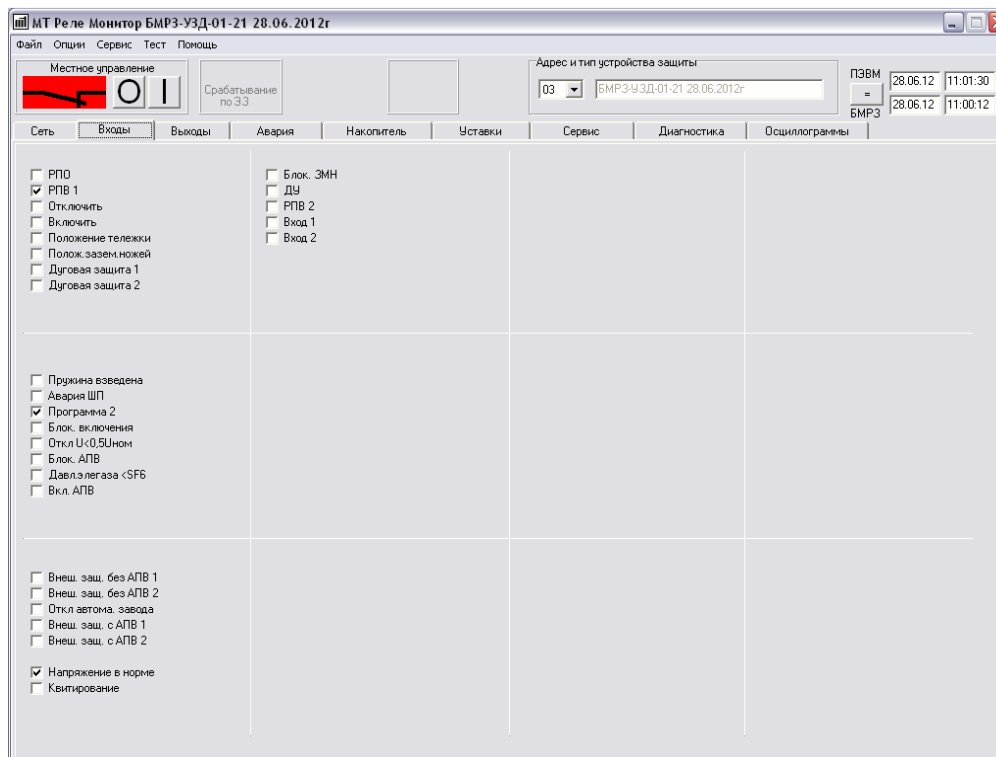 МТ Реле Монитор БМРЗ-УЗД-01-21 28.06.2012г
Файл Опции Сервис Тест Помощь
Местное управление
O I
Срабатывание
по ЭЗ
Адрес и тип устройства защиты
03
БМРЗ-УЗД-01-21 28.06.2012г
ПЭВМ
28.06.12 11:01:30
=
БМРЗ
28.06.12 11:00:12
Сеть Входы Выходы Авария Накопитель Уставки Сервис Диагностика Осциллограммы
РПО
РПВ 1
Отключить
Включить
Положение тележки
Полож.зазем.ножей
Дуговая защита 1
Дуговая защита 2
Блок. ЗМН
ДУ
РПВ 2
Вход 1
Вход 2
Пружина взведена
Авария ШП
Программа 2
Блок. включения
Откл U<0,5Uном
Блок. АПВ
Давл.элегаза <SF6
Вкл. АПВ
Внеш. защ. без АПВ 1
Внеш. защ. без АПВ 2
Откл автома. завода
Внеш. защ. с АПВ 1
Внеш. защ. с АПВ 2
Напряжение в норме
Квитирование